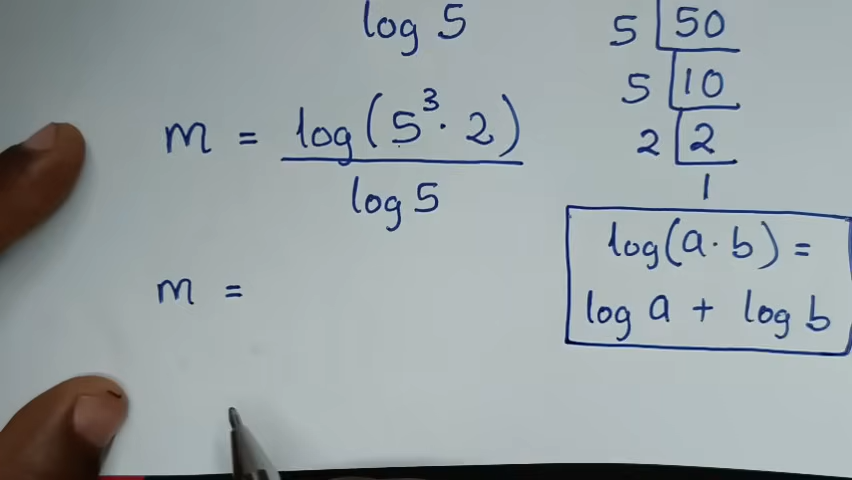 log 5
m = log(5³· 2)
log 5
m =
5 50
5 10
2 2
1
log(a· b) =
log a + log b